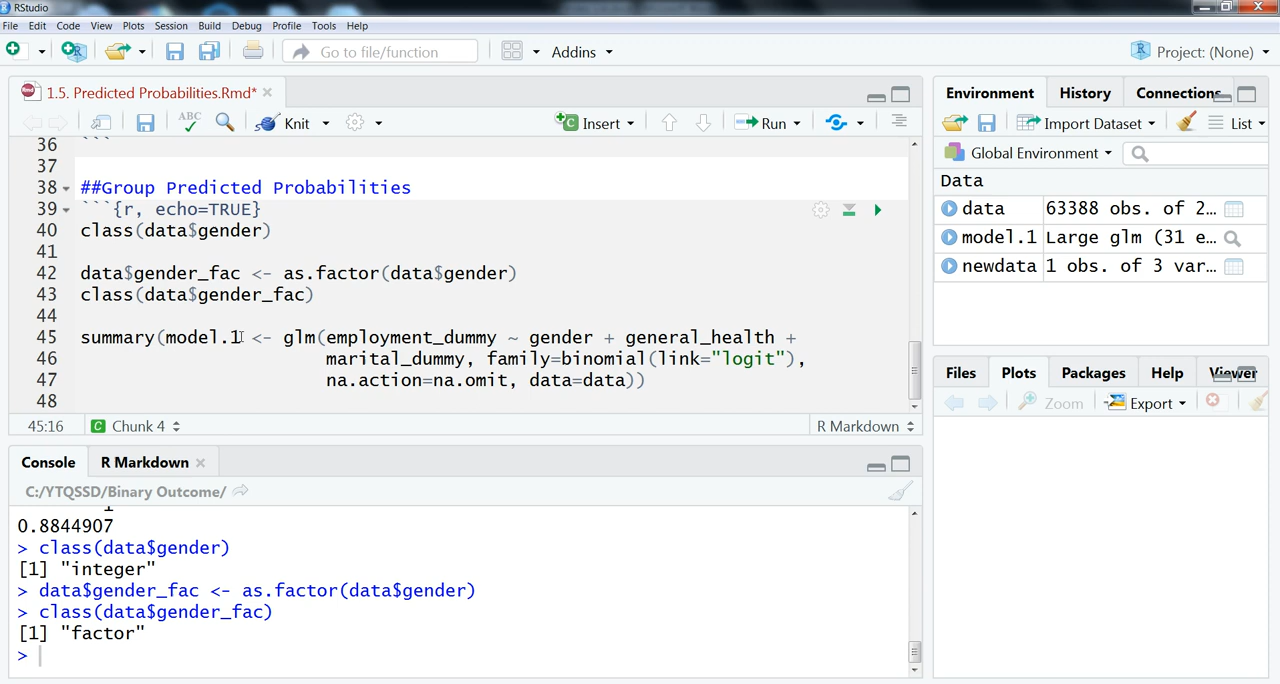 RStudio
File Edit Code View Plots Session Build Debug Profile Tools Help
Go to file/function Addins Project: (None)
1.5. Predicted Probabilities.Rmd*
ABC Knit Insert Run
36 ```
37
38 ##Group Predicted Probabilities
39 ```{r, echo=TRUE}
40 class(data$gender)
41
42 data$gender_fac <- as.factor(data$gender)
43 class(data$gender_fac)
44
45 summary(model.1 <- glm(employment_dummy ~ gender + general_health +
46 marital_dummy, family=binomial(link="logit"),
47 na.action=na.omit, data=data))
48
45:16 Chunk 4 R Markdown
Console R Markdown
C:/YTQSSD/Binary Outcome/
0.8844907
> class(data$gender)
[1] "integer"
> data$gender_fac <- as.factor(data$gender)
> class(data$gender_fac)
[1] "factor"
>
Environment History Connections
Import Dataset List
Global Environment
Data
data 63388 obs. of 2…
model.1 Large glm (31 e…
newdata 1 obs. of 3 var…
Files Plots Packages Help Viewer
Zoom Export